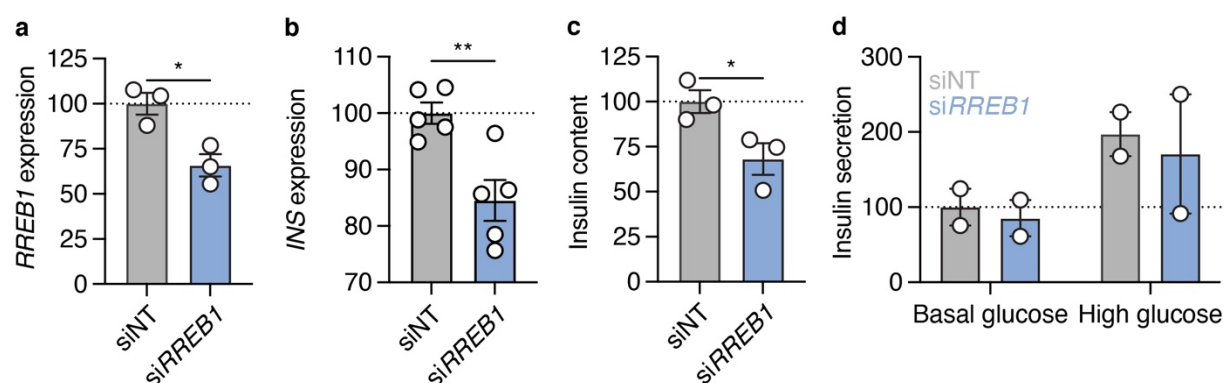 a
RREB1 expression
125
100
75
50
25
0
*
siNT
siRREB1
b
INS expression
110
100
90
80
70
**
siNT
siRREB1
c
Insulin content
125
100
75
50
25
0
*
siNT
siRREB1
d
Insulin secretion
300
200
100
0
siNT
siRREB1
Basal glucose High glucose